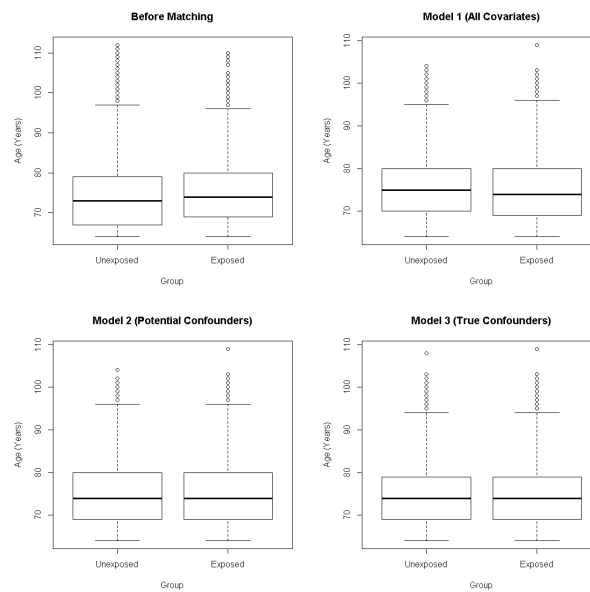 Before Matching
Age (Years)
110
100
90
80
70
Unexposed
Exposed
Group
Model 1 (All Covariates)
Age (Years)
110
100
90
80
70
Unexposed
Exposed
Group
Model 2 (Potential Confounders)
Age (Years)
110
100
90
80
70
Unexposed
Exposed
Group
Model 3 (True Confounders)
Age (Years)
110
100
90
80
70
Unexposed
Exposed
Group